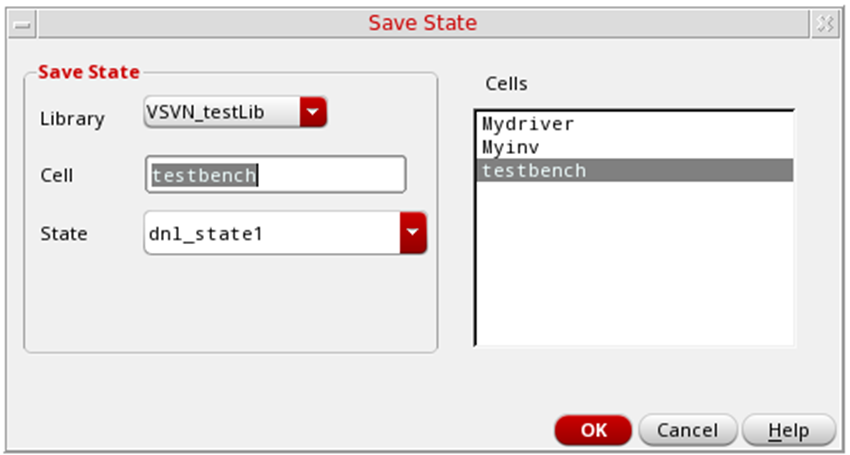 Save State
Save State
Library
VSVN_testLib
Cell
testbench
State
dnl_state1
Cells
Mydriver
Myinv
testbench
OK
Cancel
Help